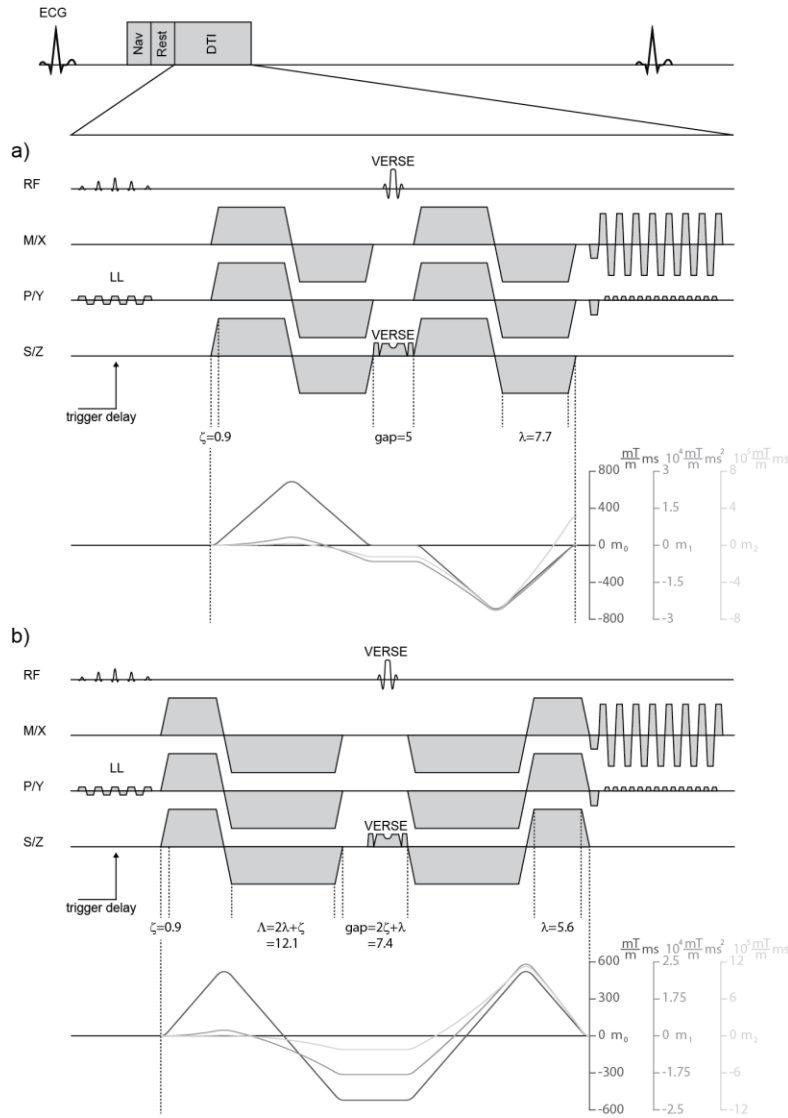 ECG
Nav
Rest
DTI
a)
VERSE
RF
M/X
LL
P/Y
VERSE
S/Z
trigger delay
ζ=0.9
gap=5
λ=7.7
mT/m ms 10⁴ mT/m ms² 10⁵ mT/m ms
800 3 8
400 1.5 4
0 m₀ 0 m₁ 0 m₂
-400 -1.5 -4
-800 -3 -8
b)
VERSE
RF
M/X
LL
P/Y
VERSE
S/Z
trigger delay
ζ=0.9
Λ=2λ+ζ
=12.1
gap=2ζ+λ
=7.4
λ=5.6
mT/m ms 10⁴ mT/m ms² 10⁵ mT/m ms
600 2.5 12
300 1.75 6
0 m₀ 0 m₁ 0 m₂
-300 -1.75 -6
-600 -2.5 -12